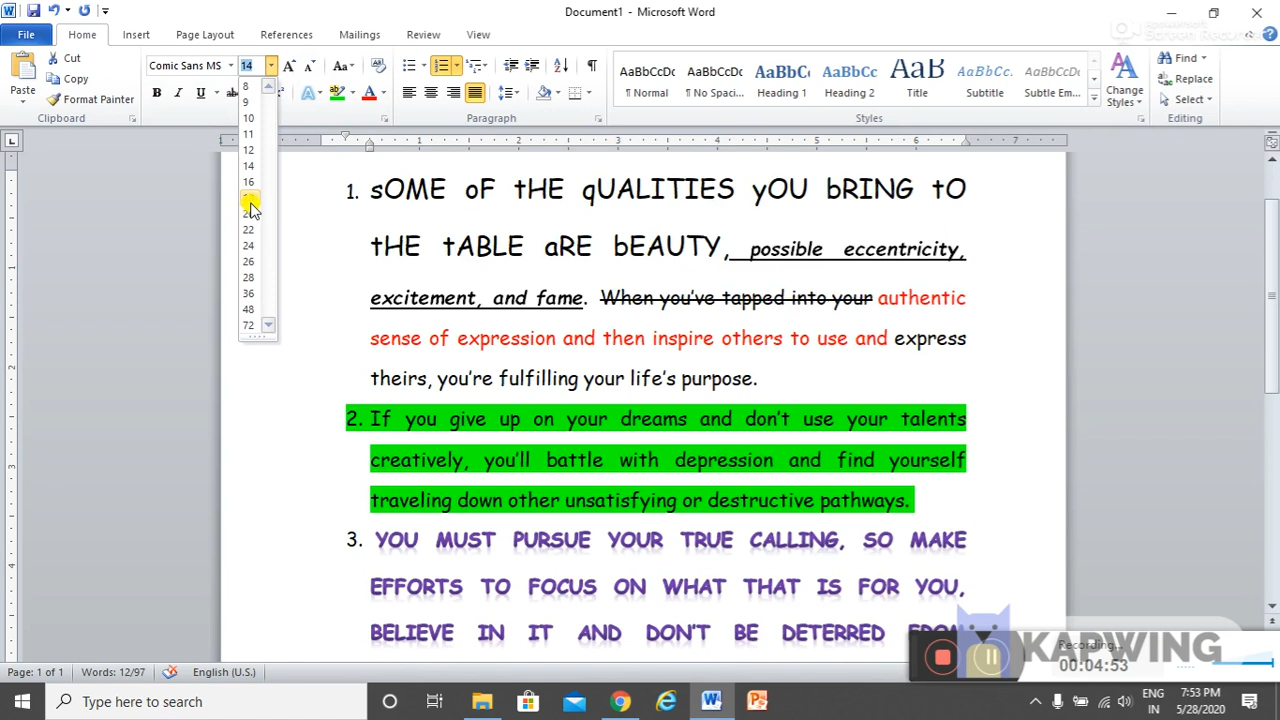 Document1 - Microsoft Word
File Home Insert Page Layout References Mailings Review View
Paste
Cut
Copy
Format Painter
Clipboard
Comic Sans MS 14
Paragraph
AaBbCcDc
¶ Normal
AaBbCcDc
¶ No Spaci...
AaBbCc
Heading 1
AaBbCc
Heading 2
AaB
Title
AaBbCcDc
Subtitle
AaBbCcDc
Subtle Em...
Change
Styles
Styles
Find
Replace
Select
Editing
8
9
10
11
12
14
16
22
24
26
28
36
48
72
1. sOME oF tHE qUALITIES yOU bRING tO
tHE tABLE aRE bEAUTY, possible eccentricity,
excitement, and fame. When you've tapped into your authentic
sense of expression and then inspire others to use and express
theirs, you're fulfilling your life's purpose.
2. If you give up on your dreams and don't use your talents
creatively, you'll battle with depression and find yourself
traveling down other unsatisfying or destructive pathways.
3. YOU MUST PURSUE YOUR TRUE CALLING, SO MAKE
EFFORTS TO FOCUS ON WHAT THAT IS FOR YOU,
BELIEVE IN IT AND DON'T BE DETERRED FROM
KAPWING
Recording...
00:04:53
Page: 1 of 1 Words: 12/97 English (U.S.)
Type here to search
ENG
IN
7:53 PM
5/28/2020